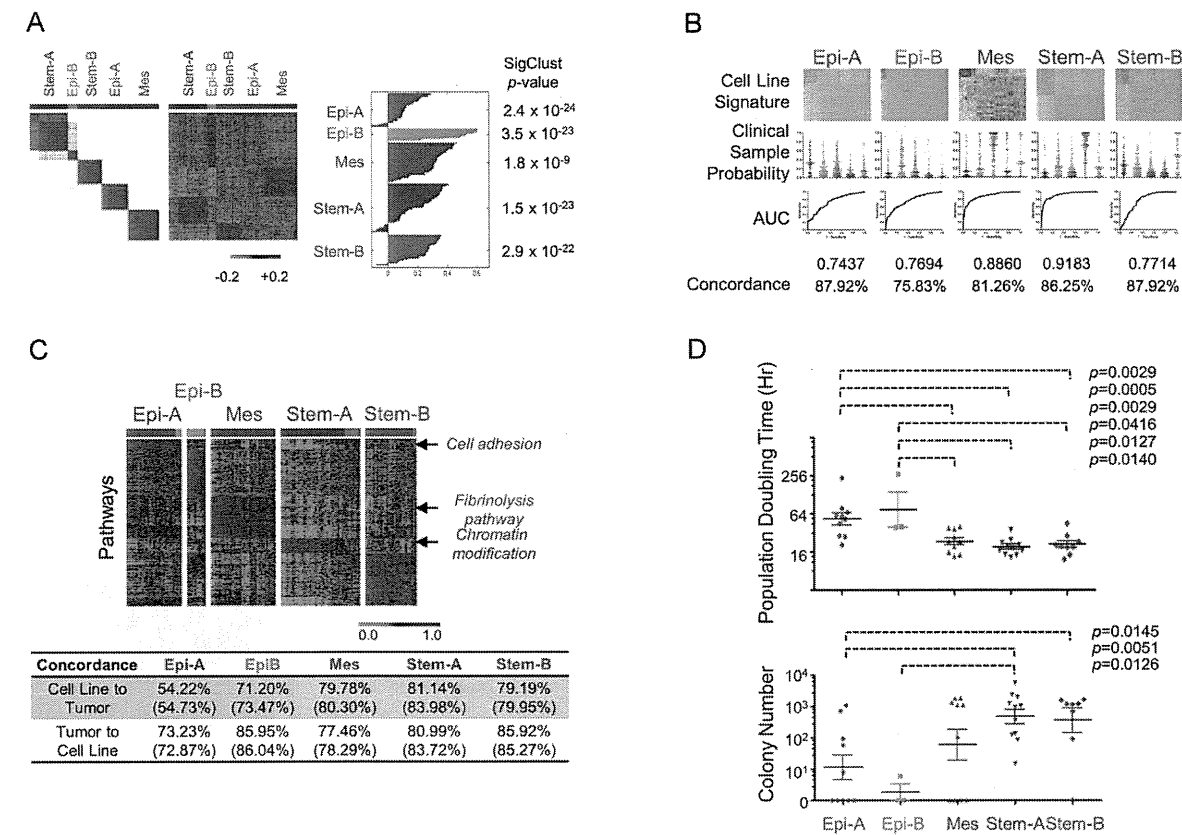 A
Stem-A
Epi-B
Stem-B
Epi-A
Mes
Stem-A
Epi-B
Stem-B
Epi-A
Mes
SigClust
p-value
Epi-A
2.4 x 10-24
Epi-B
3.5 x 10-23
Mes
1.8 x 10-9
Stem-A
1.5 x 10-23
Stem-B
2.9 x 10-22
-0.2 +0.2
0 0.2 0.4 0.6
B
Epi-A Epi-B Mes Stem-A Stem-B
Cell Line
Signature
Clinical
Sample
Probability
AUC
0.7437 0.7694 0.8860 0.9183 0.7714
Concordance 87.92% 75.83% 81.26% 86.25% 87.92%
C
Epi-B
Epi-A Mes Stem-A Stem-B
Pathways
Cell adhesion
Fibrinolysis
pathway
Chromatin
modification
0.0 1.0
Concordance Epi-A EpiB Mes Stem-A Stem-B
Cell Line to 54.22% 71.20% 79.78% 81.14% 79.19%
Tumor (54.73%) (73.47%) (80.30%) (83.98%) (79.95%)
Tumor to 73.23% 85.95% 77.46% 80.99% 85.92%
Cell Line (72.87%) (86.04%) (78.29%) (83.72%) (85.27%)
D
Population Doubling Time (Hr)
p=0.0029
p=0.0005
p=0.0029
p=0.0416
p=0.0127
p=0.0140
256
64
16
Colony Number
p=0.0145
p=0.0051
p=0.0126
104
103
102
101
0
Epi-A Epi-B Mes Stem-A Stem-B